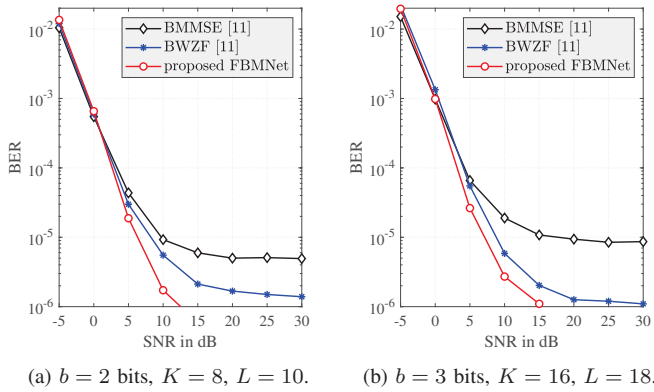 BMMSE [11]
BWZF [11]
proposed FBMNet
10^-2
10^-3
10^-4
10^-5
10^-6
BER
-5 0 5 10 15 20 25 30
SNR in dB
(a) b = 2 bits, K = 8, L = 10.
BMMSE [11]
BWZF [11]
proposed FBMNet
10^-2
10^-3
10^-4
10^-5
10^-6
BER
-5 0 5 10 15 20 25 30
SNR in dB
(b) b = 3 bits, K = 16, L = 18.